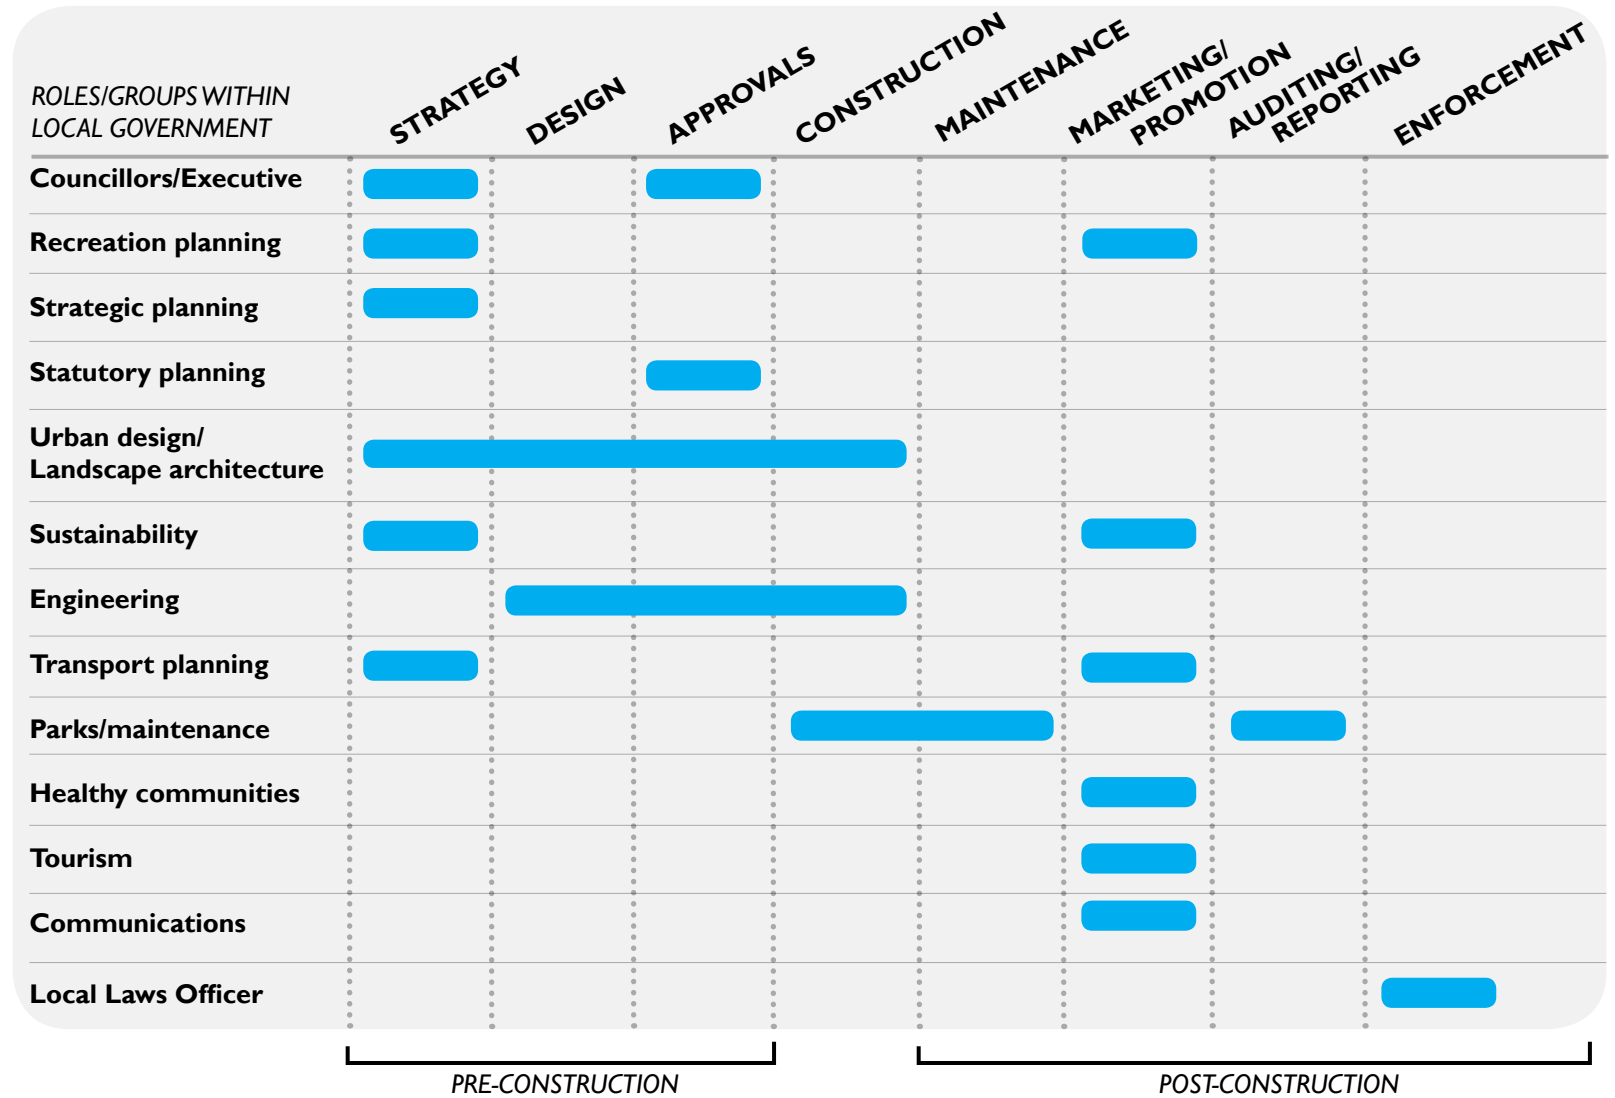 ROLES/GROUPS WITHIN
LOCAL GOVERNMENT
STRATEGY
DESIGN
APPROVALS
CONSTRUCTION
MAINTENANCE
MARKETING/
PROMOTION
AUDITING/
REPORTING
ENFORCEMENT
Councillors/Executive
Recreation planning
Strategic planning
Statutory planning
Urban design/
Landscape architecture
Sustainability
Engineering
Transport planning
Parks/maintenance
Healthy communities
Tourism
Communications
Local Laws Officer
PRE-CONSTRUCTION
POST-CONSTRUCTION